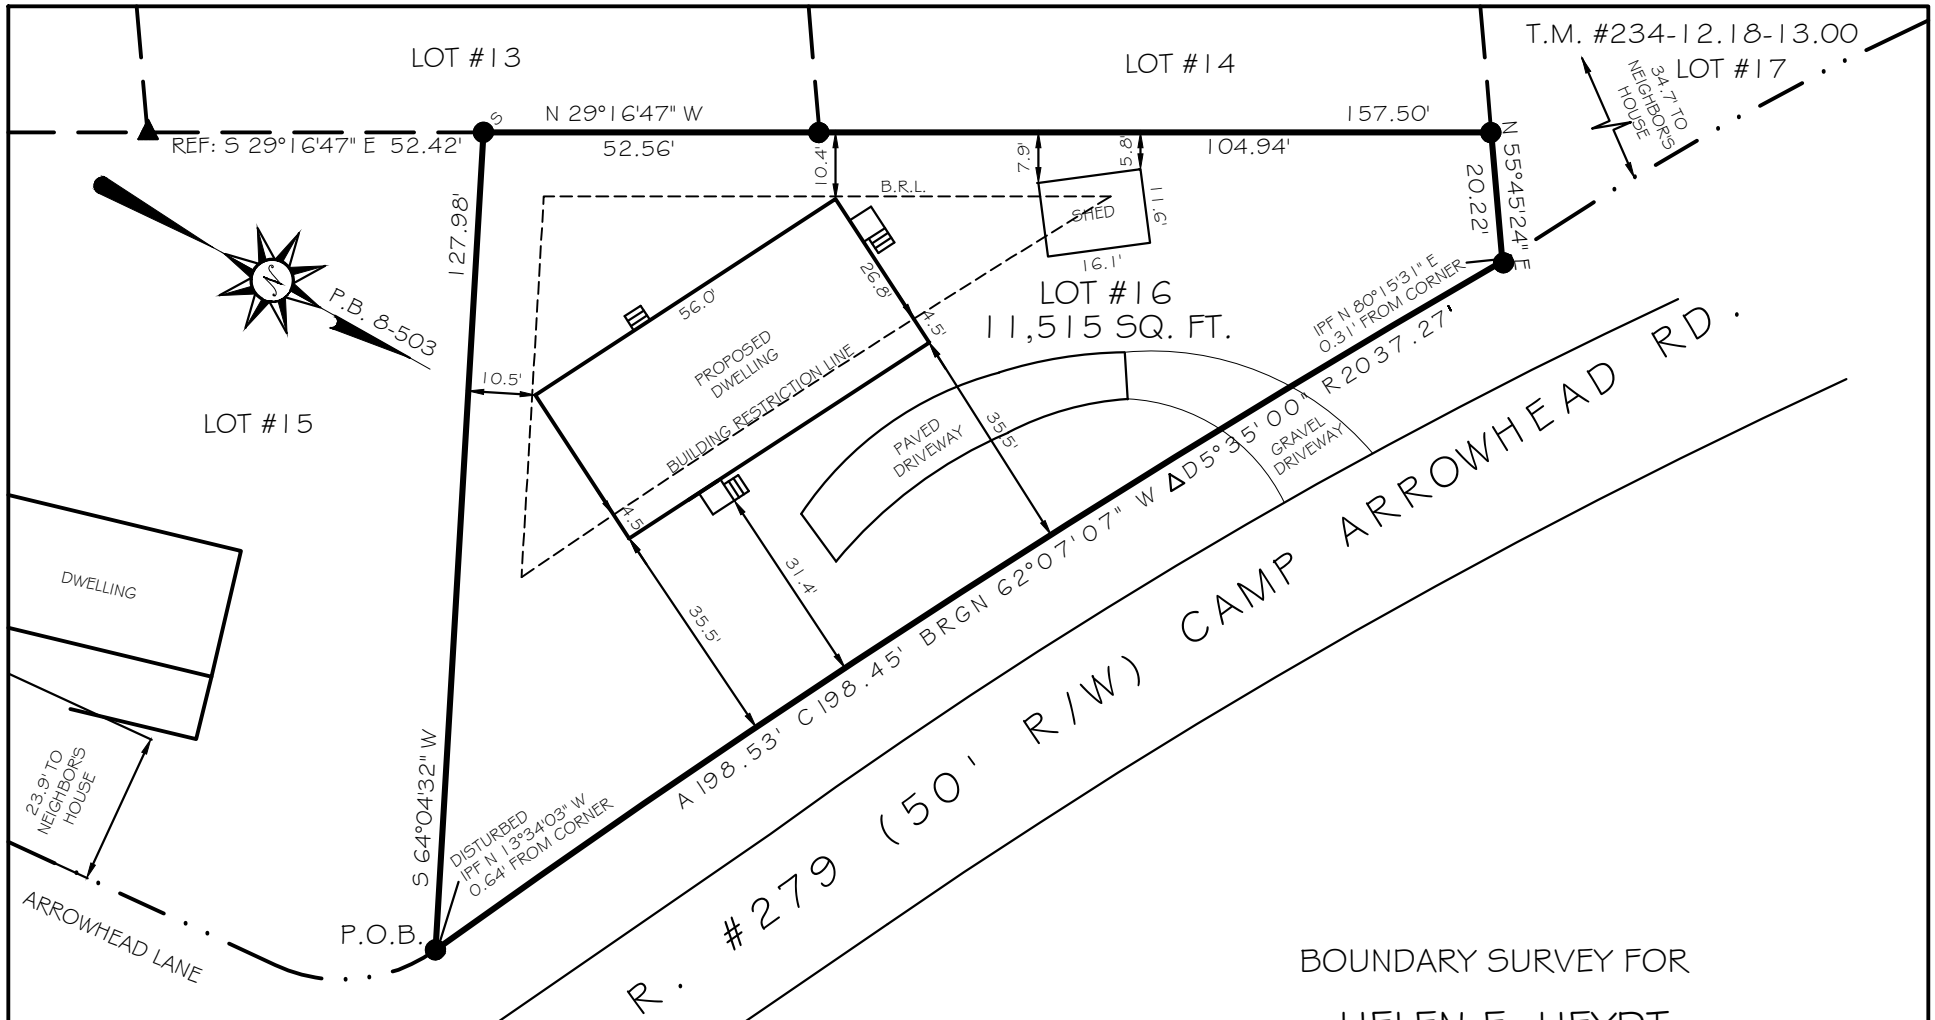 LOT #13
LOT #14
T.M. #234-12.18-13.00
LOT #17
34.7' TO
NEIGHBOR'S
HOUSE
S
N 29°16'47" W
157.50'
REF: S 29°16'47" E 52.42'
52.56'
104.94'
N 55°45'24" E
20.22'
127.98'
10.4'
7.9'
5.8'
B.R.L.
SHED
11.6'
16.1'
N
P.B. 8-503
26.8'
56.0'
4.5'
LOT #16
11,515 SQ. FT.
IPF N 80°15'31" E
0.31' FROM CORNER
PROPOSED
DWELLING
BUILDING RESTRICTION LINE
10.5'
LOT #15
PAVED
DRIVEWAY
35.5'
GRAVEL
DRIVEWAY
4.5'
31.4'
35.5'
DWELLING
A 198.53' C 198.45' BRGN 62°07'07" W ΔD5°35'00" R2037.27'
R. #279 (50' R/W) CAMP ARROWHEAD RD.
S 64°04'32" W
23.9' TO
NEIGHBOR'S
HOUSE
DISTURBED
IPF N 13°34'03" W
0.64' FROM CORNER
P.O.B.
ARROWHEAD LANE
BOUNDARY SURVEY FOR
HELEN E. HEYDT